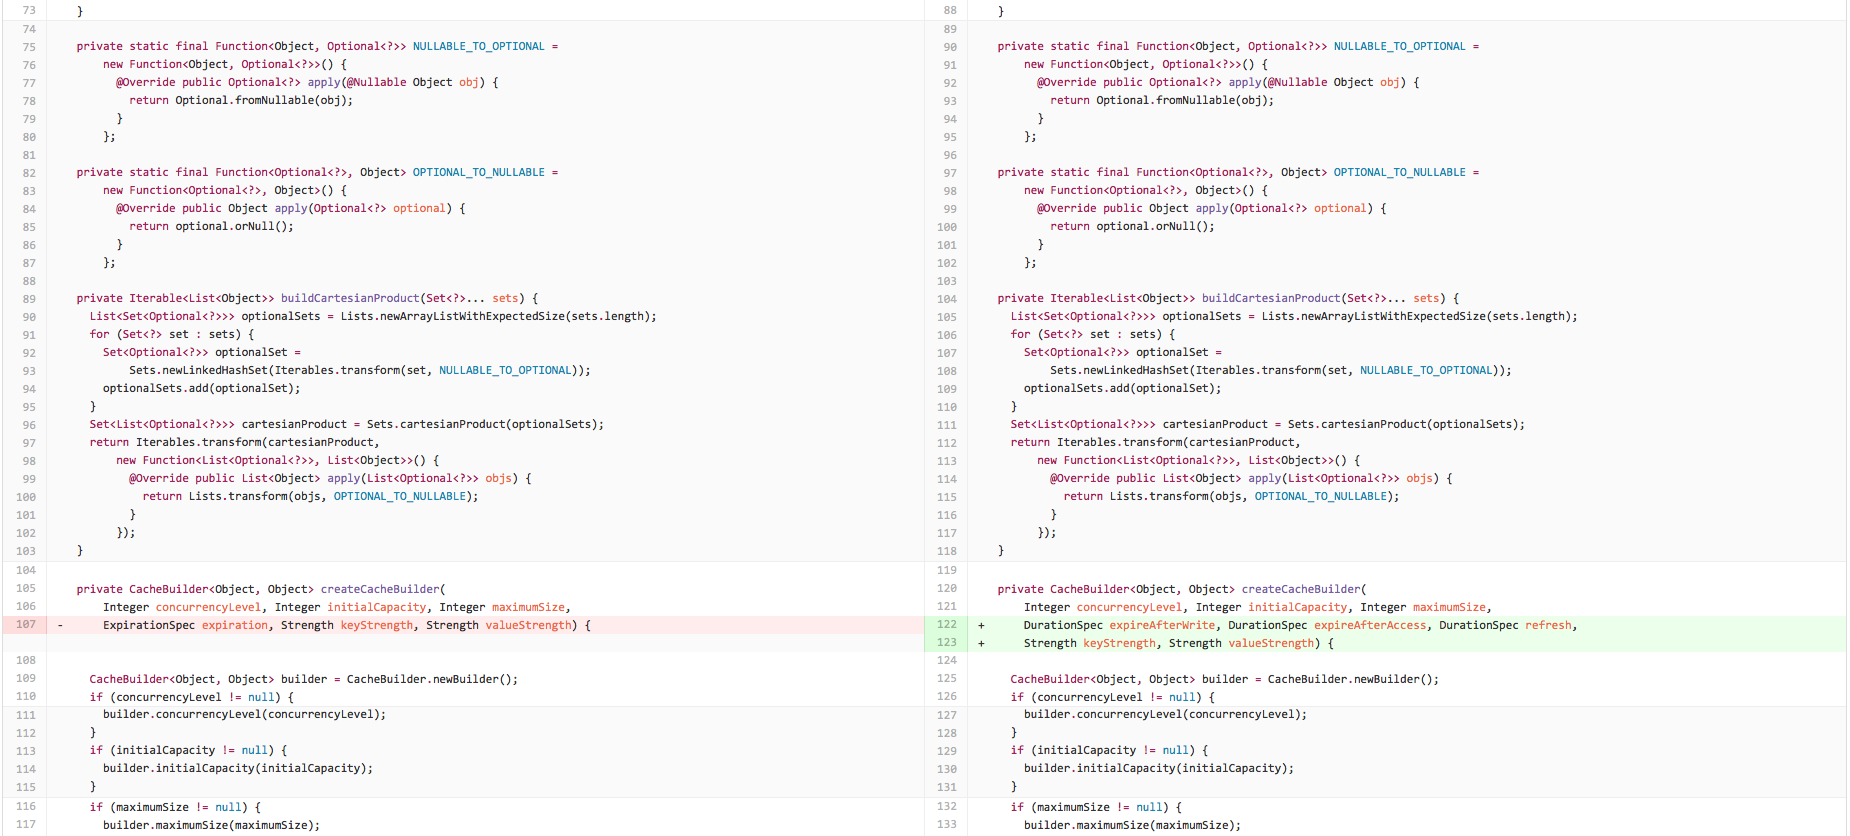 73 }
74
75 private static final Function<Object, Optional<?>> NULLABLE_TO_OPTIONAL =
76 new Function<Object, Optional<?>>() {
77 @Override public Optional<?> apply(@Nullable Object obj) {
78 return Optional.fromNullable(obj);
79 }
80 };
81
82 private static final Function<Optional<?>, Object> OPTIONAL_TO_NULLABLE =
83 new Function<Optional<?>, Object>() {
84 @Override public Object apply(Optional<?> optional) {
85 return optional.orNull();
86 }
87 };
88
89 private Iterable<List<Object>> buildCartesianProduct(Set<?>... sets) {
90 List<Set<Optional<?>>> optionalSets = Lists.newArrayListWithExpectedSize(sets.length);
91 for (Set<?> set : sets) {
92 Set<Optional<?>> optionalSet =
93 Sets.newLinkedHashSet(Iterables.transform(set, NULLABLE_TO_OPTIONAL));
94 optionalSets.add(optionalSet);
95 }
96 Set<List<Optional<?>>> cartesianProduct = Sets.cartesianProduct(optionalSets);
97 return Iterables.transform(cartesianProduct,
98 new Function<List<Optional<?>>, List<Object>>() {
99 @Override public List<Object> apply(List<Optional<?>> objs) {
100 return Lists.transform(objs, OPTIONAL_TO_NULLABLE);
101 }
102 });
103 }
104
105 private CacheBuilder<Object, Object> createCacheBuilder(
106 Integer concurrencyLevel, Integer initialCapacity, Integer maximumSize,
107 - ExpirationSpec expiration, Strength keyStrength, Strength valueStrength) {
108
109 CacheBuilder<Object, Object> builder = CacheBuilder.newBuilder();
110 if (concurrencyLevel != null) {
111 builder.concurrencyLevel(concurrencyLevel);
112 }
113 if (initialCapacity != null) {
114 builder.initialCapacity(initialCapacity);
115 }
116 if (maximumSize != null) {
117 builder.maximumSize(maximumSize);
88 }
89
90 private static final Function<Object, Optional<?>> NULLABLE_TO_OPTIONAL =
91 new Function<Object, Optional<?>>() {
92 @Override public Optional<?> apply(@Nullable Object obj) {
93 return Optional.fromNullable(obj);
94 }
95 };
96
97 private static final Function<Optional<?>, Object> OPTIONAL_TO_NULLABLE =
98 new Function<Optional<?>, Object>() {
99 @Override public Object apply(Optional<?> optional) {
100 return optional.orNull();
101 }
102 };
103
104 private Iterable<List<Object>> buildCartesianProduct(Set<?>... sets) {
105 List<Set<Optional<?>>> optionalSets = Lists.newArrayListWithExpectedSize(sets.length);
106 for (Set<?> set : sets) {
107 Set<Optional<?>> optionalSet =
108 Sets.newLinkedHashSet(Iterables.transform(set, NULLABLE_TO_OPTIONAL));
109 optionalSets.add(optionalSet);
110 }
111 Set<List<Optional<?>>> cartesianProduct = Sets.cartesianProduct(optionalSets);
112 return Iterables.transform(cartesianProduct,
113 new Function<List<Optional<?>>, List<Object>>() {
114 @Override public List<Object> apply(List<Optional<?>> objs) {
115 return Lists.transform(objs, OPTIONAL_TO_NULLABLE);
116 }
117 });
118 }
119
120 private CacheBuilder<Object, Object> createCacheBuilder(
121 Integer concurrencyLevel, Integer initialCapacity, Integer maximumSize,
122 + DurationSpec expireAfterWrite, DurationSpec expireAfterAccess, DurationSpec refresh,
123 + Strength keyStrength, Strength valueStrength) {
124
125 CacheBuilder<Object, Object> builder = CacheBuilder.newBuilder();
126 if (concurrencyLevel != null) {
127 builder.concurrencyLevel(concurrencyLevel);
128 }
129 if (initialCapacity != null) {
130 builder.initialCapacity(initialCapacity);
131 }
132 if (maximumSize != null) {
133 builder.maximumSize(maximumSize);